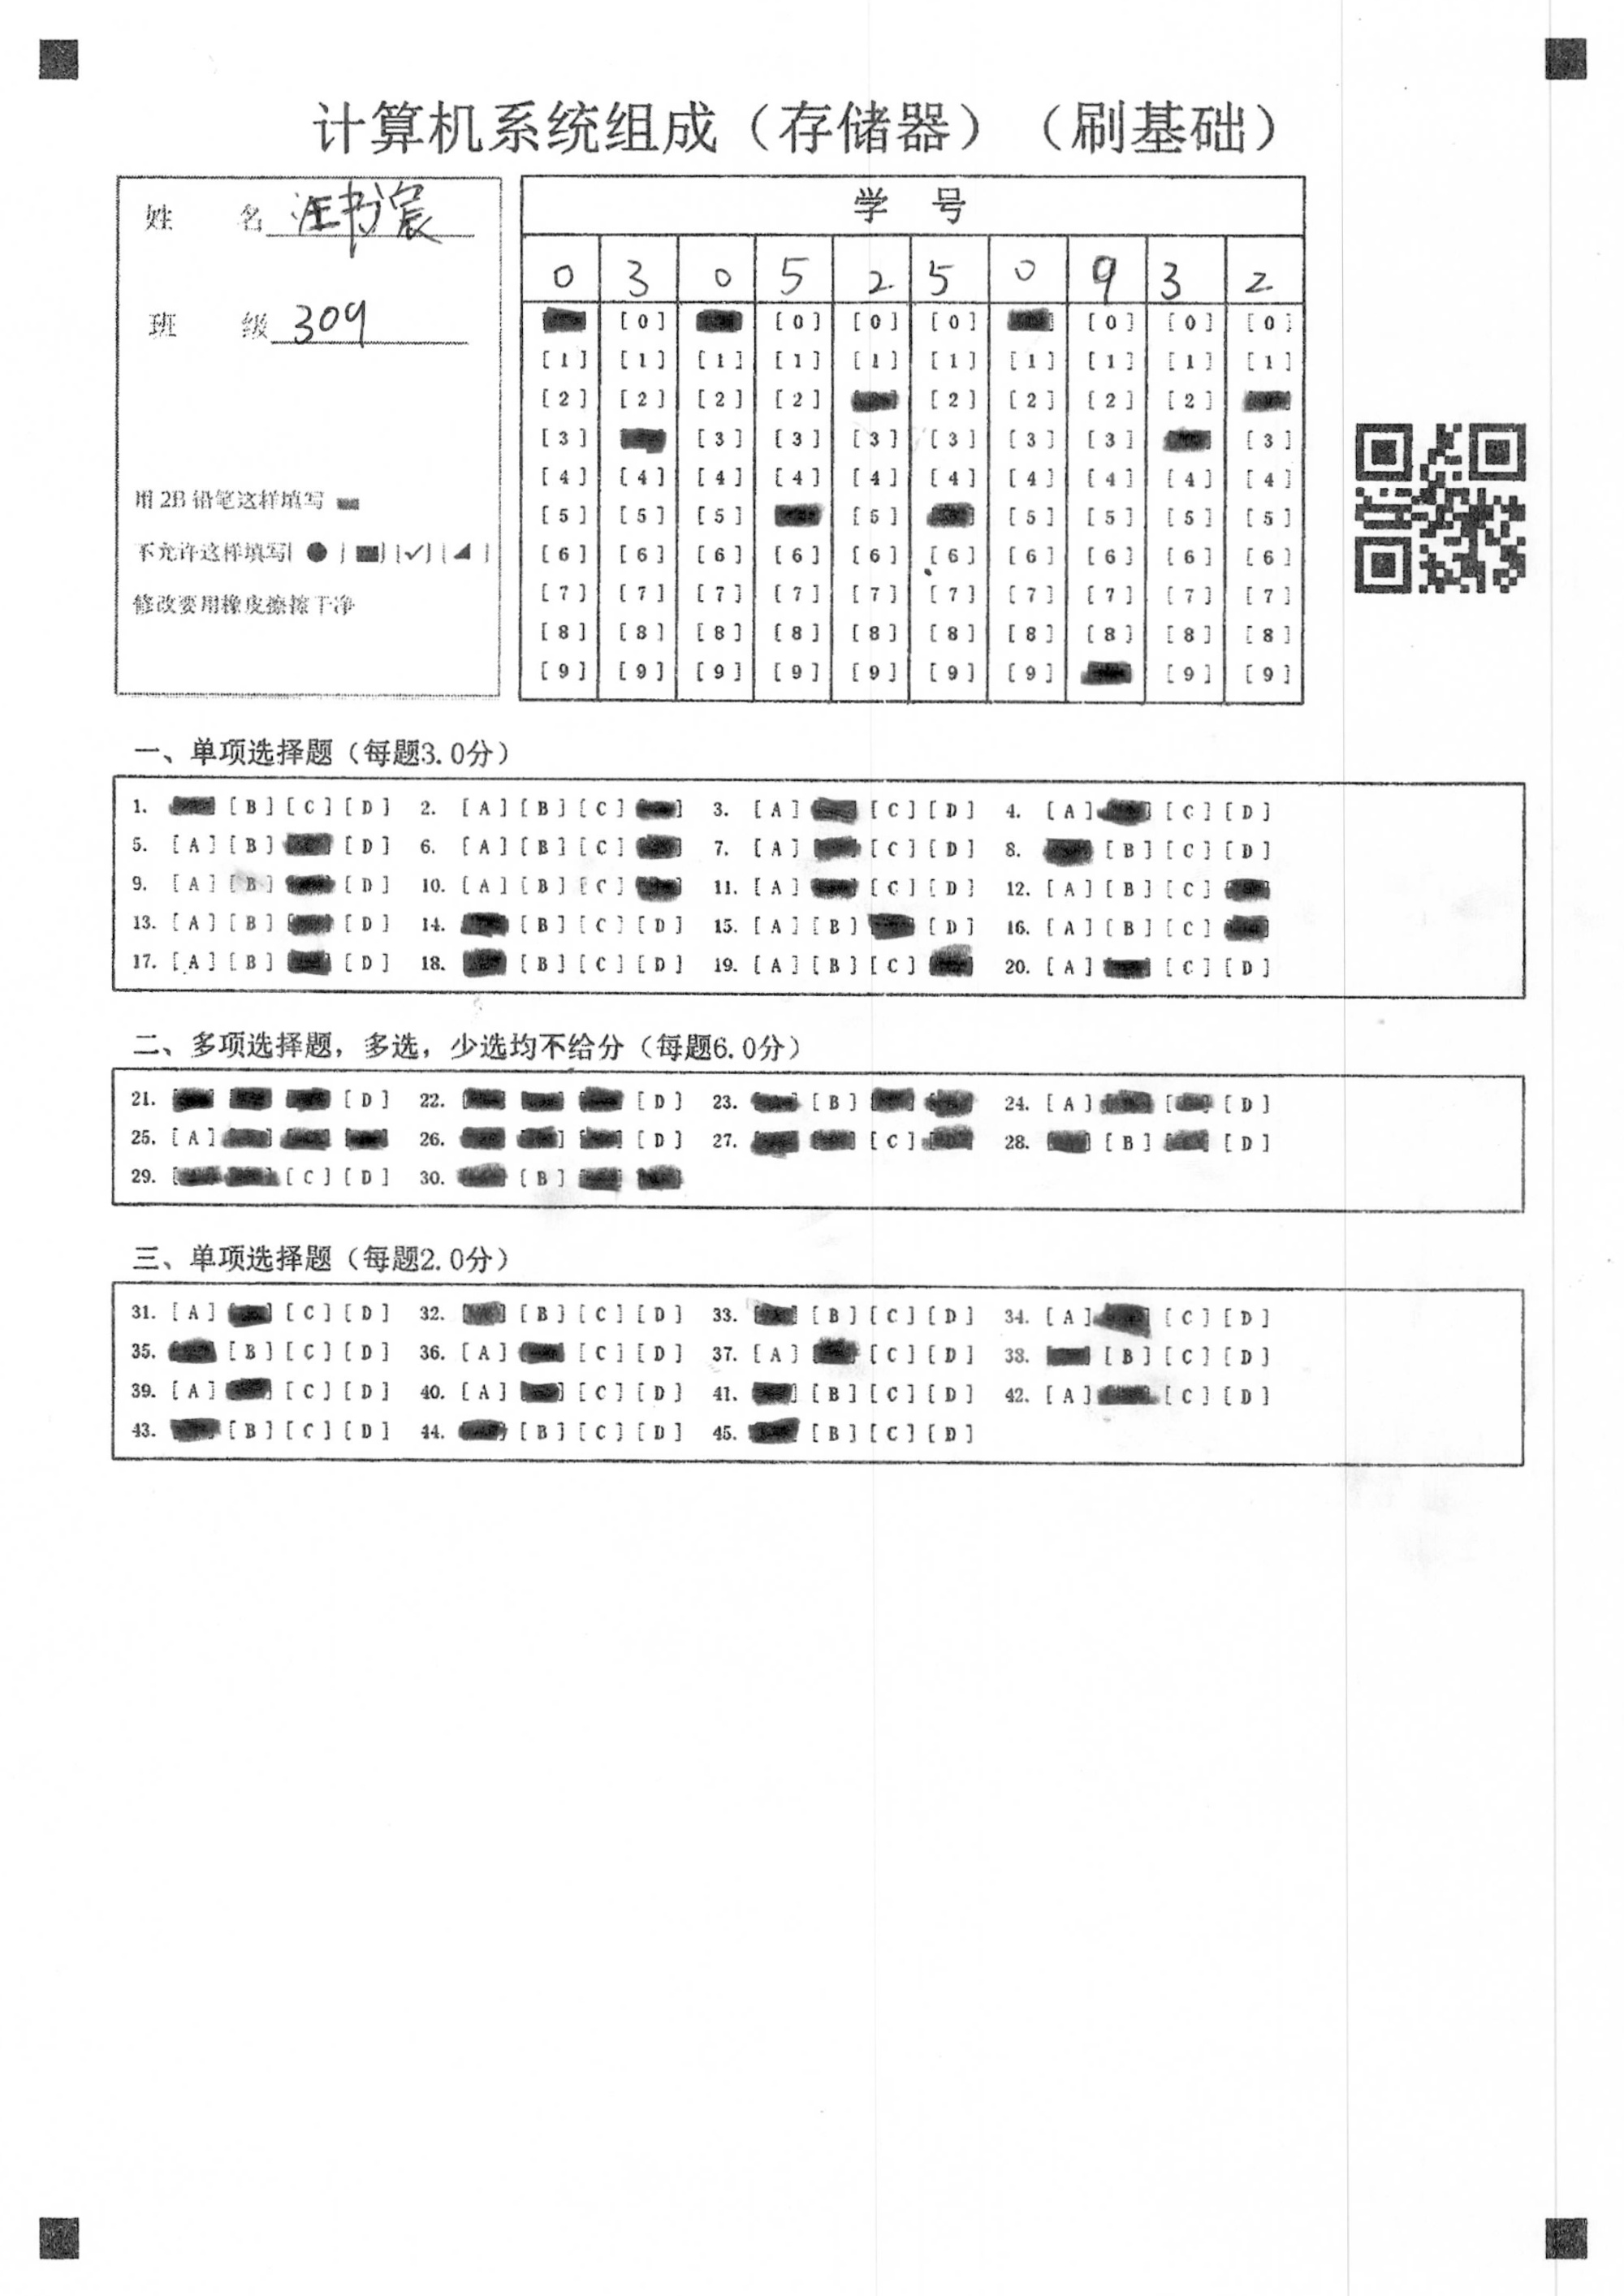 计算机系统组成（存储器）（刷基础）
姓 名 汪书宸
班 级 309
用2B铅笔这样填写
不允许这样填写[ ● ] [ ] [✓] [ ]
修改要用橡皮擦擦干净
学 号
0 3 0 5 2 5 0 9 3 2
[0] [0] [0] [0] [0] [0] [0]
[1] [1] [1] [1] [1] [1] [1] [1] [1] [1]
[2] [2] [2] [2] [2] [2] [2] [2]
[3] [3] [3] [3] [3] [3] [3] [3]
[4] [4] [4] [4] [4] [4] [4] [4] [4] [4]
[5] [5] [5] [5] [5] [5] [5] [5]
[6] [6] [6] [6] [6] [6] [6] [6] [6] [6]
[7] [7] [7] [7] [7] [7] [7] [7] [7] [7]
[8] [8] [8] [8] [8] [8] [8] [8] [8] [8]
[9] [9] [9] [9] [9] [9] [9] [9] [9]
一、单项选择题（每题3.0分）
1. [B] [C] [D] 2. [A] [B] [C] 3. [A] [C] [D] 4. [A] [C] [D]
5. [A] [B] [D] 6. [A] [B] [C] 7. [A] [C] [D] 8. [B] [C] [D]
9. [A] [B] [D] 10. [A] [B] [C] 11. [A] [C] [D] 12. [A] [B] [C]
13. [A] [B] [D] 14. [B] [C] [D] 15. [A] [B] [D] 16. [A] [B] [C]
17. [A] [B] [D] 18. [B] [C] [D] 19. [A] [B] [C] 20. [A] [C] [D]
二、多项选择题，多选，少选均不给分（每题6.0分）
21. [D] 22. [D] 23. [B] 24. [A] [D]
25. [A] 26. [D] 27. [C] 28. [B] [D]
29. [C] [D] 30. [B]
三、单项选择题（每题2.0分）
31. [A] [C] [D] 32. [B] [C] [D] 33. [B] [C] [D] 34. [A] [C] [D]
35. [B] [C] [D] 36. [A] [C] [D] 37. [A] [C] [D] 38. [B] [C] [D]
39. [A] [C] [D] 40. [A] [C] [D] 41. [B] [C] [D] 42. [A] [C] [D]
43. [B] [C] [D] 44. [B] [C] [D] 45. [B] [C] [D]